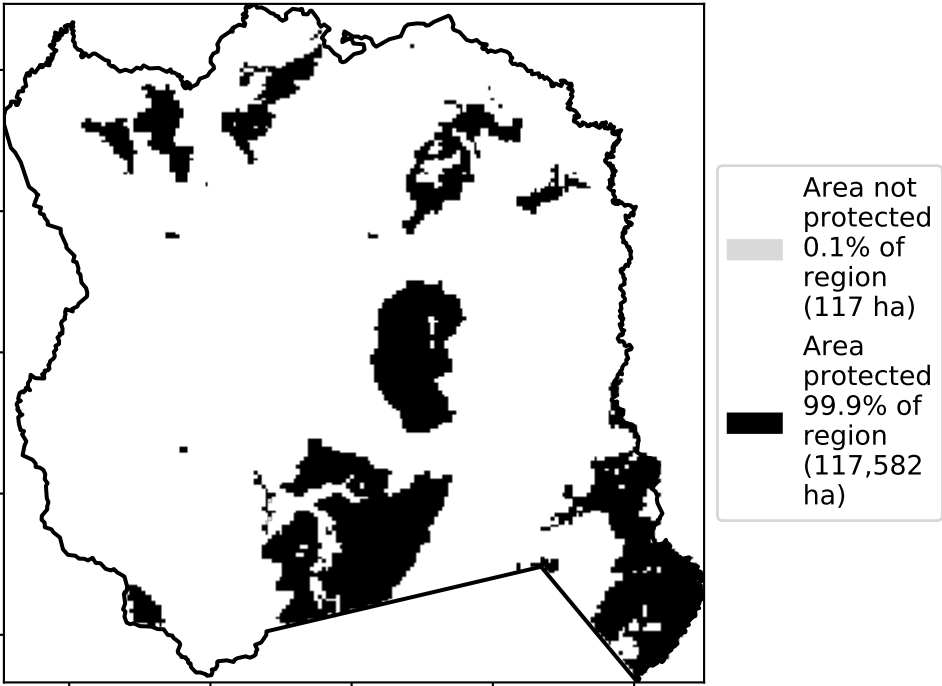 Area not
protected
0.1% of
region
(117 ha)
Area
protected
99.9% of
region
(117,582
ha)